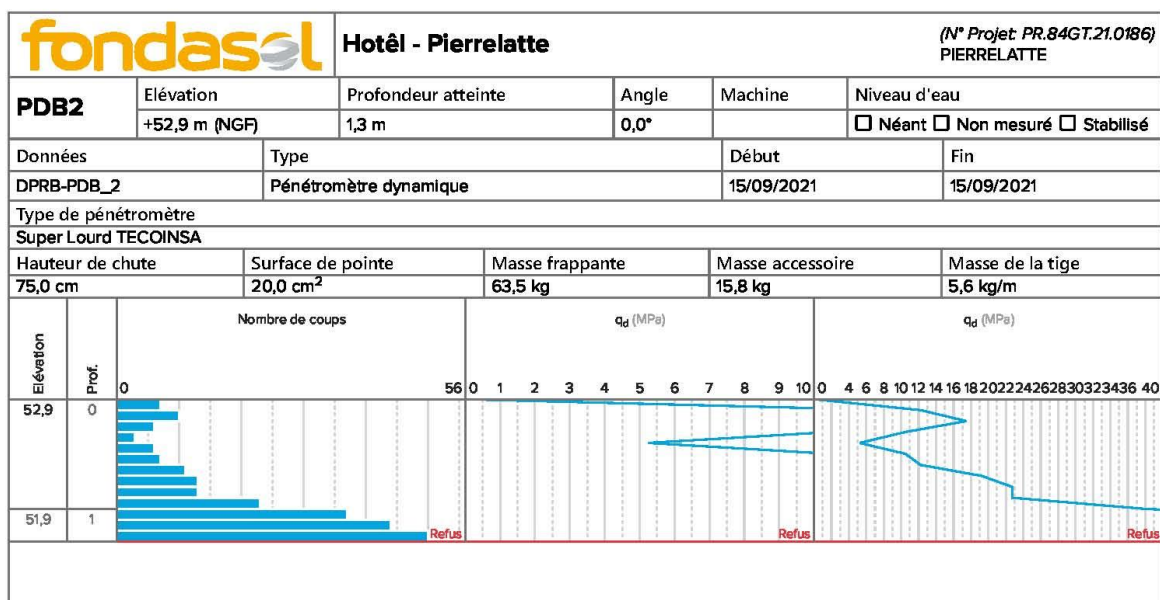 fondasol
Hotêl - Pierrelatte
(N° Projet: PR.84GT.21.0186)
PIERRELATTE
PDB2
Elévation
Profondeur atteinte
Angle
Machine
Niveau d'eau
+52,9 m (NGF)
1,3 m
0,0°
☐ Néant ☐ Non mesuré ☐ Stabilisé
Données
Type
Début
Fin
DPRB-PDB_2
Pénétromètre dynamique
15/09/2021
15/09/2021
Type de pénétromètre
Super Lourd TECOINSA
Hauteur de chute
Surface de pointe
Masse frappante
Masse accessoire
Masse de la tige
75,0 cm
20,0 cm²
63,5 kg
15,8 kg
5,6 kg/m
Elévation
Prof.
Nombre de coups
qd (MPa)
qd (MPa)
0 56
0 1 2 3 4 5 6 7 8 9 10
0 4 6 8 10 12 14 16 18 20 22 24 26 28 30 32 34 36 40
52,9 0
51,9 1
Refus
Refus
Refus